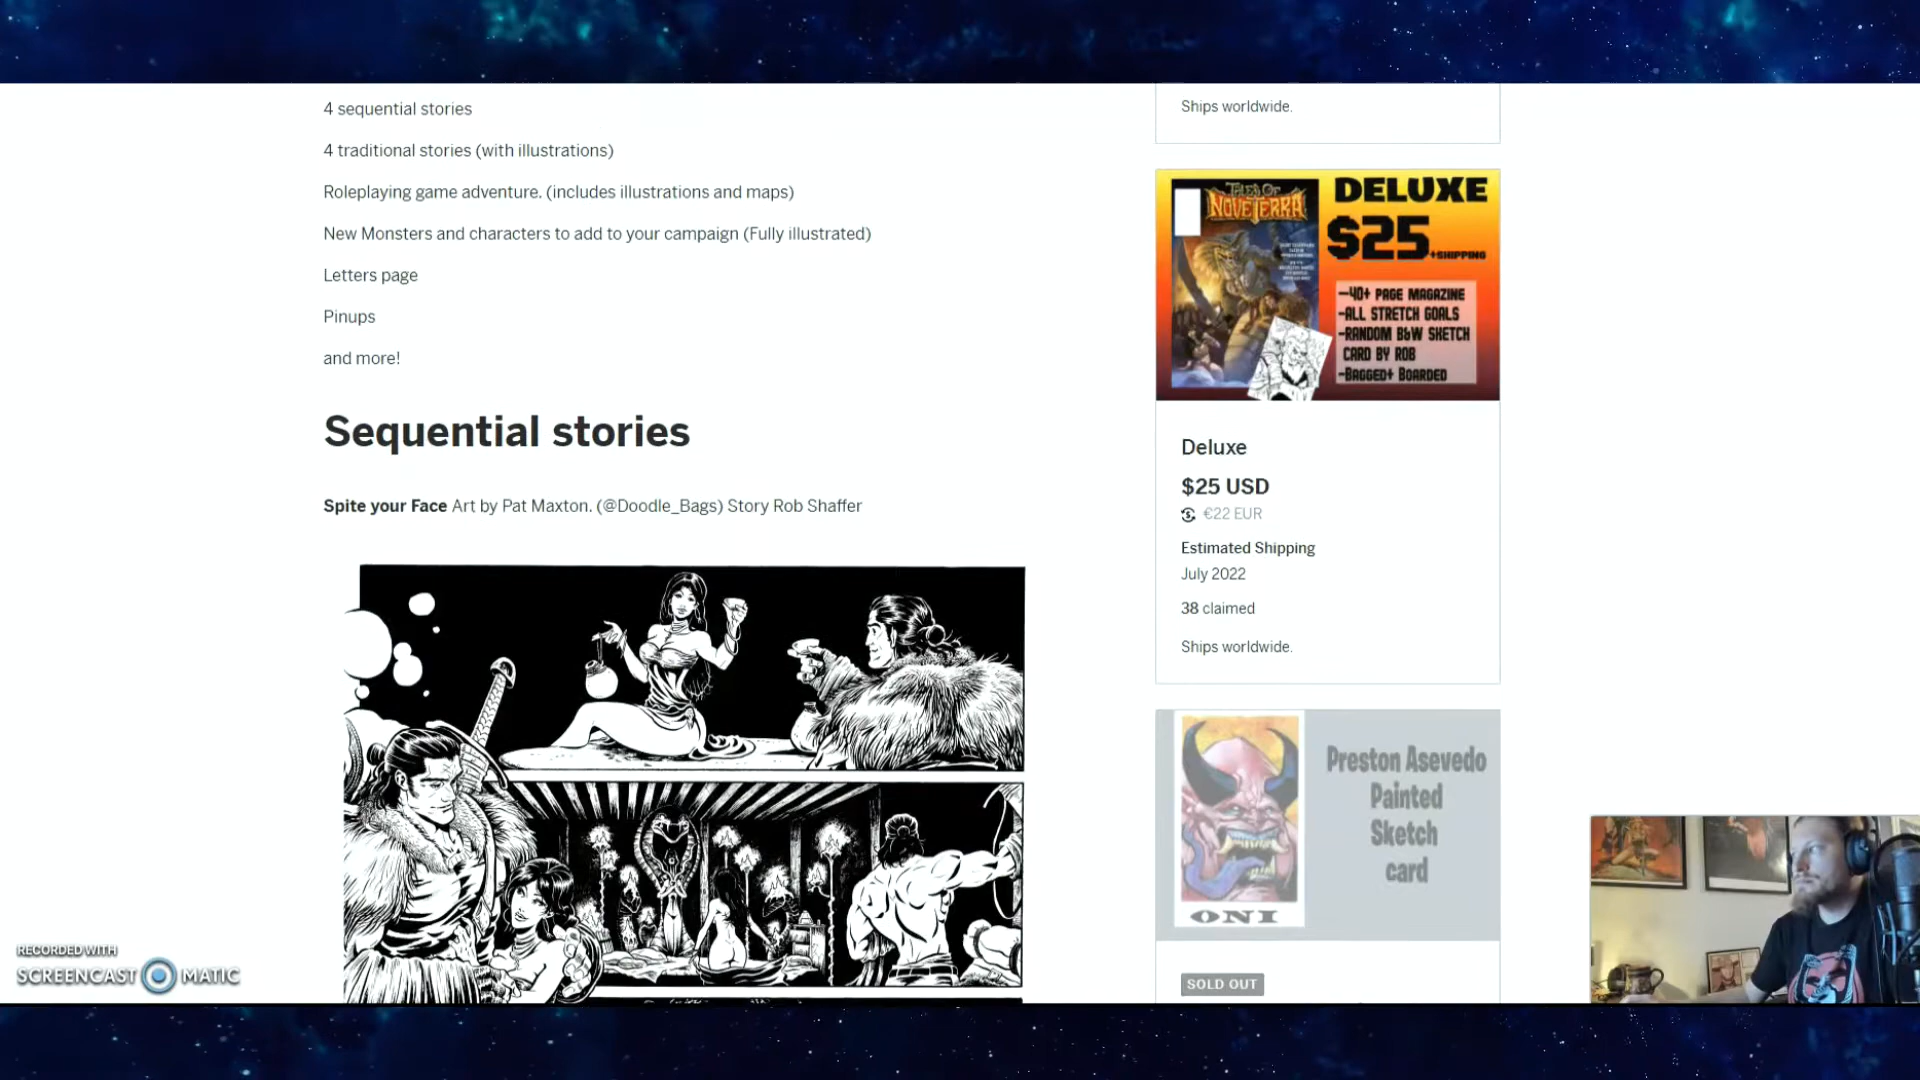 4 sequential stories
4 traditional stories (with illustrations)
Roleplaying game adventure. (includes illustrations and maps)
New Monsters and characters to add to your campaign (Fully illustrated)
Letters page
Pinups
and more!
Sequential stories
Spite your Face Art by Pat Maxton. (@Doodle_Bags) Story Rob Shaffer
Ships worldwide.
TALES OF
NOVETERRA
DELUXE
$25
+SHIPPING
-40+ PAGE MAGAZINE
-ALL STRETCH GOALS
-RANDOM B&W SKETCH
CARD BY ROB
-BAGGED+ BOARDED
Deluxe
$25 USD
€22 EUR
Estimated Shipping
July 2022
38 claimed
Ships worldwide.
Preston Asevedo
Painted
Sketch
card
ONI
SOLD OUT
RECORDED WITH
SCREENCAST MATIC